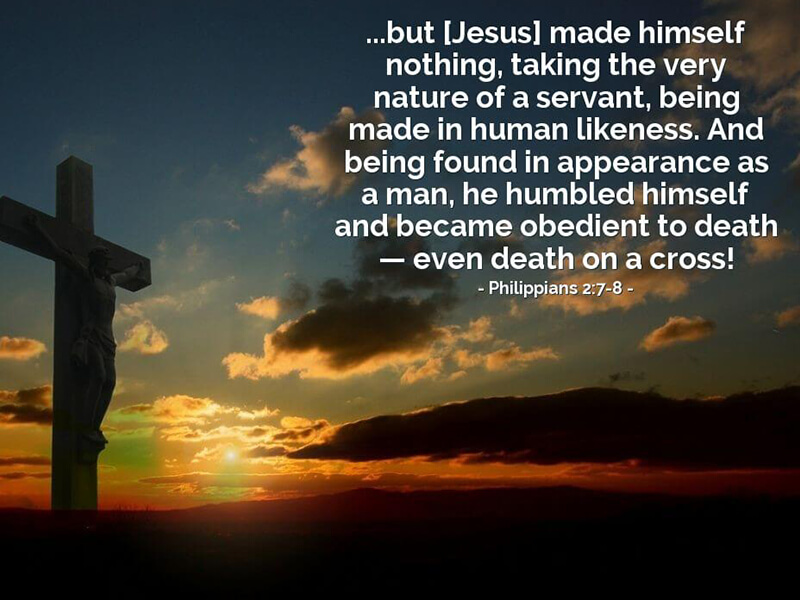 ...but [Jesus] made himself
nothing, taking the very
nature of a servant, being
made in human likeness. And
being found in appearance as
a man, he humbled himself
and became obedient to death
— even death on a cross!
- Philippians 2:7-8 -